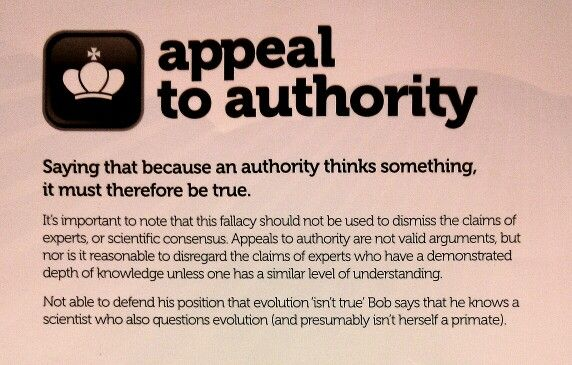 appeal
to authority
Saying that because an authority thinks something,
it must therefore be true.
It's important to note that this fallacy should not be used to dismiss the claims of
experts, or scientific consensus. Appeals to authority are not valid arguments, but
nor is it reasonable to disregard the claims of experts who have a demonstrated
depth of knowledge unless one has a similar level of understanding.
Not able to defend his position that evolution 'isn't true' Bob says that he knows a
scientist who also questions evolution (and presumably isn't herself a primate).